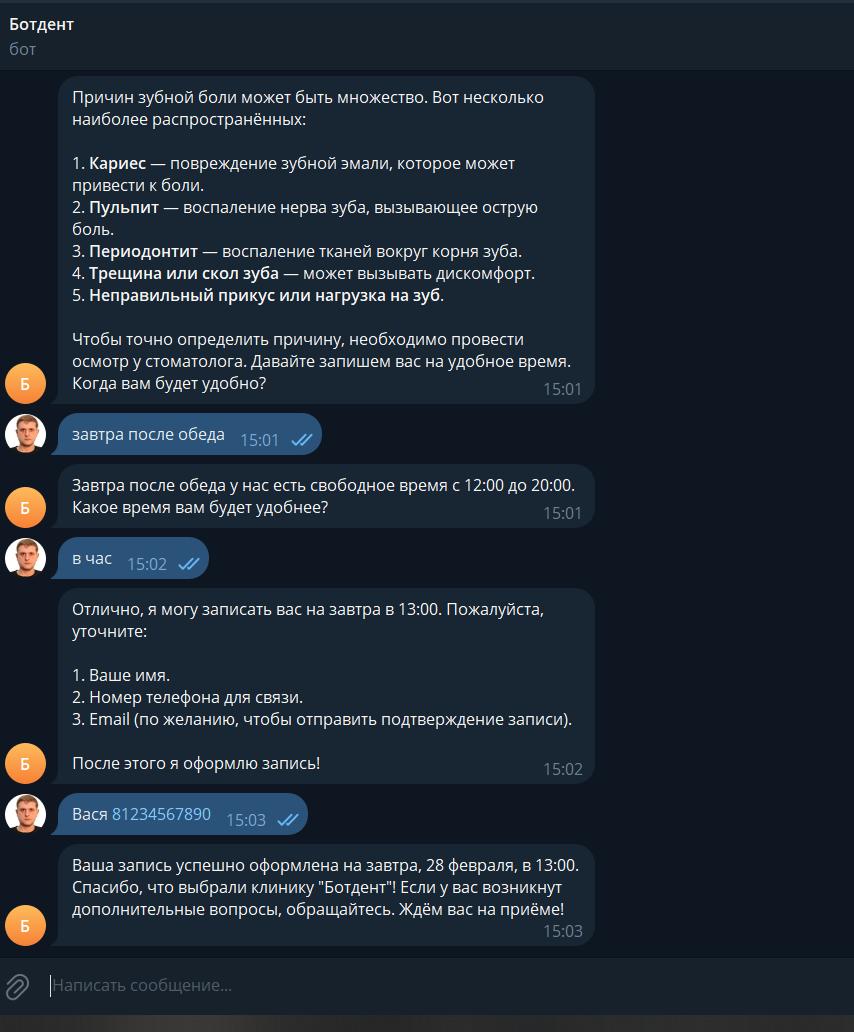 Ботдент
бот
Причин зубной боли может быть множество. Вот несколько
наиболее распространённых:
1. Кариес — повреждение зубной эмали, которое может
привести к боли.
2. Пульпит — воспаление нерва зуба, вызывающее острую
боль.
3. Периодонтит — воспаление тканей вокруг корня зуба.
4. Трещина или скол зуба — может вызывать дискомфорт.
5. Неправильный прикус или нагрузка на зуб.
Чтобы точно определить причину, необходимо провести
осмотр у стоматолога. Давайте запишем вас на удобное время.
Когда вам будет удобно? 15:01
Б
завтра после обеда 15:01
Завтра после обеда у нас есть свободное время с 12:00 до 20:00.
Какое время вам будет удобнее? 15:01
Б
в час 15:02
Отлично, я могу записать вас на завтра в 13:00. Пожалуйста,
уточните:
1. Ваше имя.
2. Номер телефона для связи.
3. Email (по желанию, чтобы отправить подтверждение записи).
После этого я оформлю запись! 15:02
Б
Вася 81234567890 15:03
Ваша запись успешно оформлена на завтра, 28 февраля, в 13:00.
Спасибо, что выбрали клинику "Ботдент"! Если у вас возникнут
дополнительные вопросы, обращайтесь. Ждём вас на приёме!
15:03
Б
Написать сообщение...